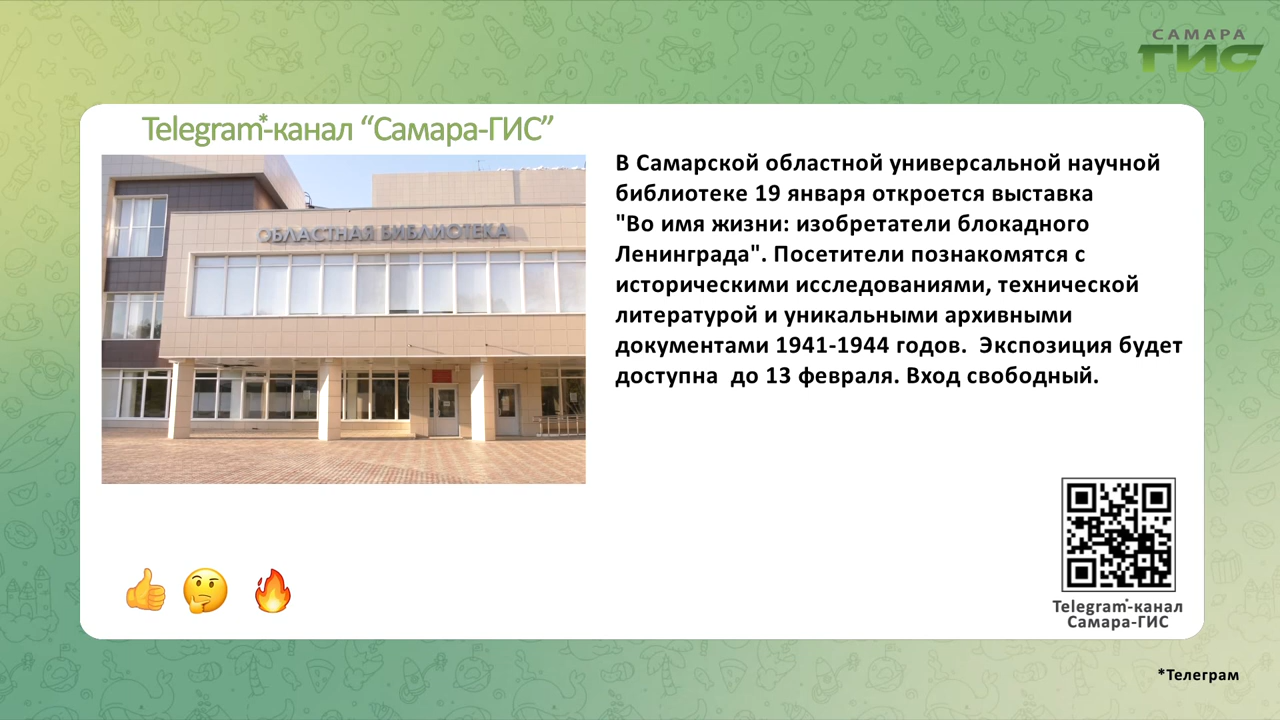 САМАРА
ГИС
Telegram*-канал “Самара-ГИС”
ОБЛАСТНАЯ БИБЛИОТЕКА
В Самарской областной универсальной научной
библиотеке 19 января откроется выставка
"Во имя жизни: изобретатели блокадного
Ленинграда". Посетители познакомятся с
историческими исследованиями, технической
литературой и уникальными архивными
документами 1941-1944 годов.  Экспозиция будет
доступна  до 13 февраля. Вход свободный.
Telegram*-канал
Самара-ГИС
*Телеграм